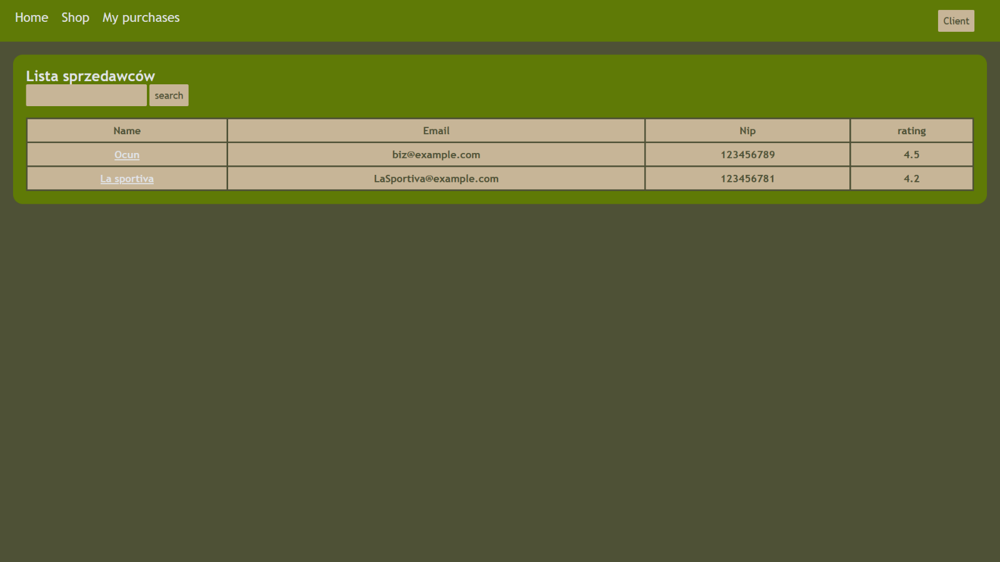 Home Shop My purchases Client
Lista sprzedawców
search
Name Email Nip rating
Ocun biz@example.com 123456789 4.5
La sportiva LaSportiva@example.com 123456781 4.2